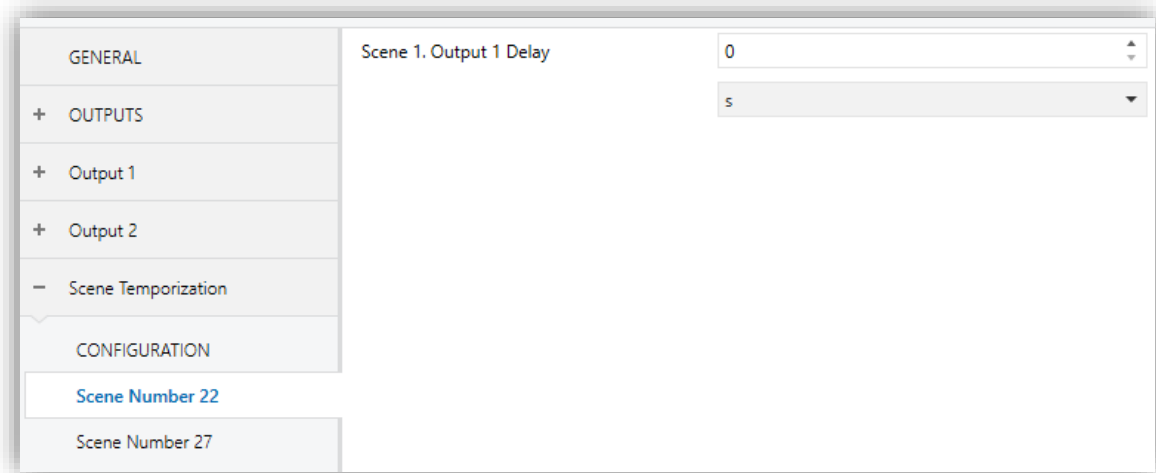 GENERAL
+ OUTPUTS
+ Output 1
+ Output 2
− Scene Temporization
CONFIGURATION
Scene Number 22
Scene Number 27
Scene 1. Output 1 Delay
0
s